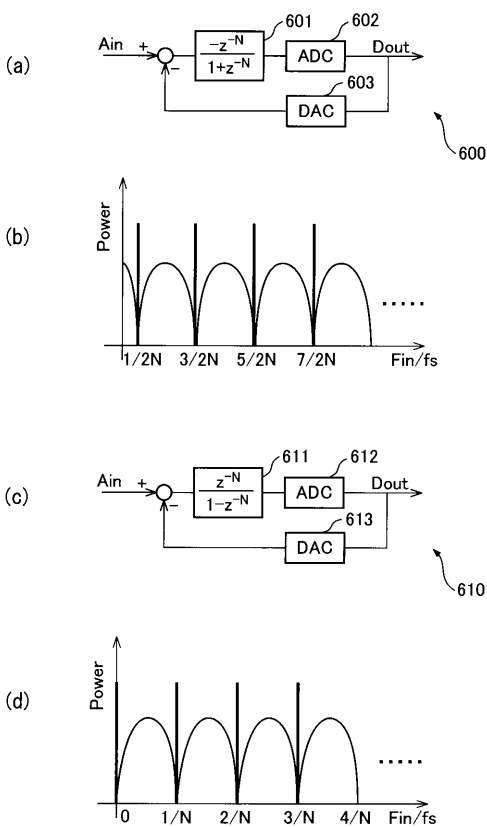 (a)
Ain + −
−z⁻ᴺ
1+z⁻ᴺ
601
ADC
602
Dout
DAC
603
600
(b)
Power
1/2N 3/2N 5/2N 7/2N Fin/fs
.....
(c)
Ain + −
z⁻ᴺ
1−z⁻ᴺ
611
ADC
612
Dout
DAC
613
610
(d)
Power
0 1/N 2/N 3/N 4/N Fin/fs
.....